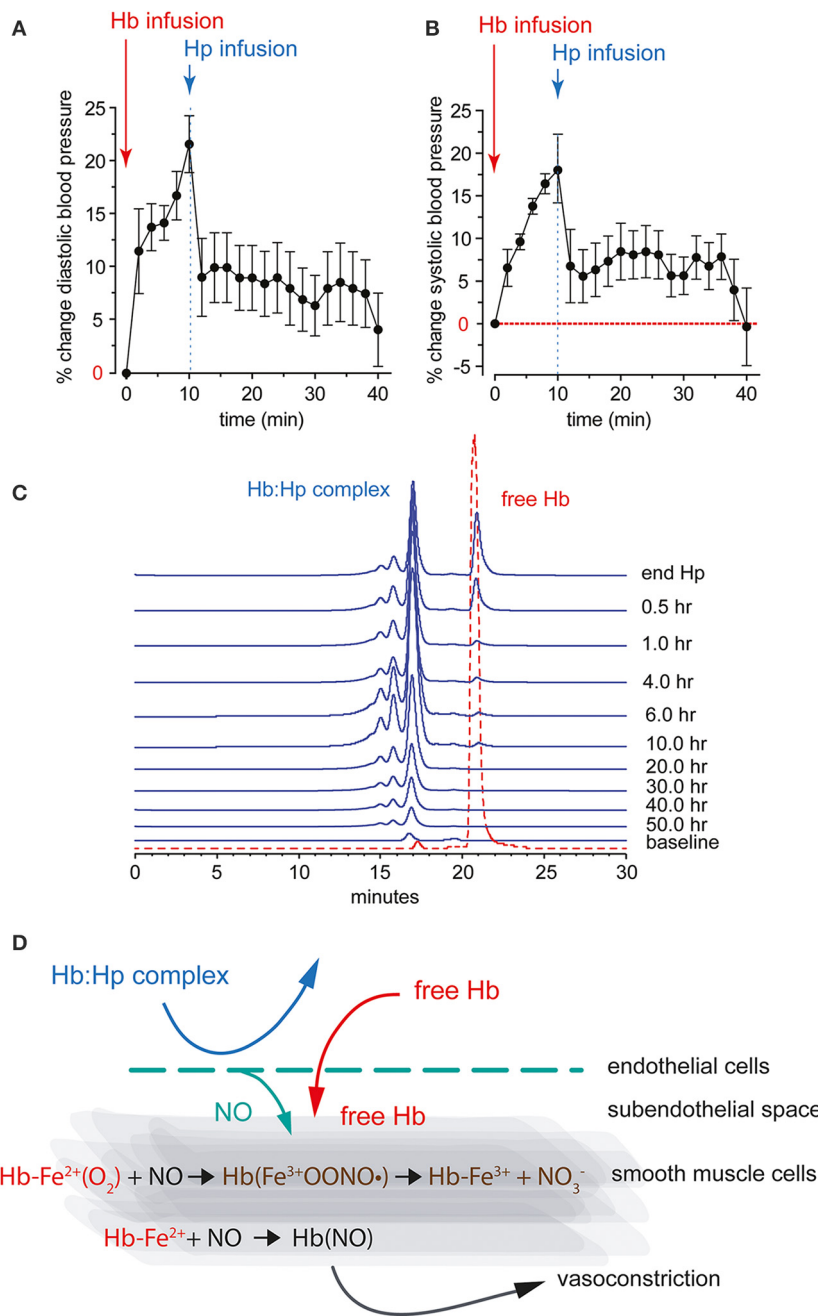 A
Hb infusion
Hp infusion
% change diastolic blood pressure
25
20
15
10
5
0
0 10 20 30 40
time (min)
B
Hb infusion
Hp infusion
% change systolic blood pressure
25
20
15
10
5
0
-5
0 10 20 30 40
time (min)
C
Hb:Hp complex
free Hb
end Hp
0.5 hr
1.0 hr
4.0 hr
6.0 hr
10.0 hr
20.0 hr
30.0 hr
40.0 hr
50.0 hr
baseline
0 5 10 15 20 25 30
minutes
D
Hb:Hp complex
free Hb
endothelial cells
NO
free Hb
subendothelial space
Hb-Fe²⁺(O₂) + NO → Hb(Fe³⁺OONO•) → Hb-Fe³⁺ + NO₃⁻
smooth muscle cells
Hb-Fe²⁺ + NO → Hb(NO)
vasoconstriction